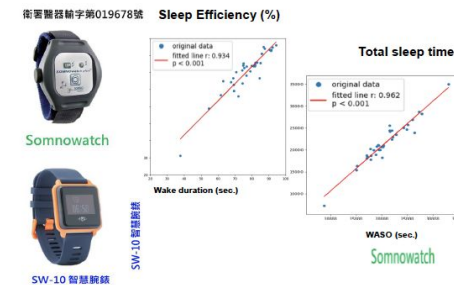 衛署醫器輸字第019678號
Sleep Efficiency (%)
original data
fitted line r: 0.934
p < 0.001
Wake duration (sec.)
Somnowatch
SW-10 智慧腕錶
SW-10 智慧腕錶
Total sleep time
original data
fitted line r: 0.962
p < 0.001
WASO (sec.)
Somnowatch